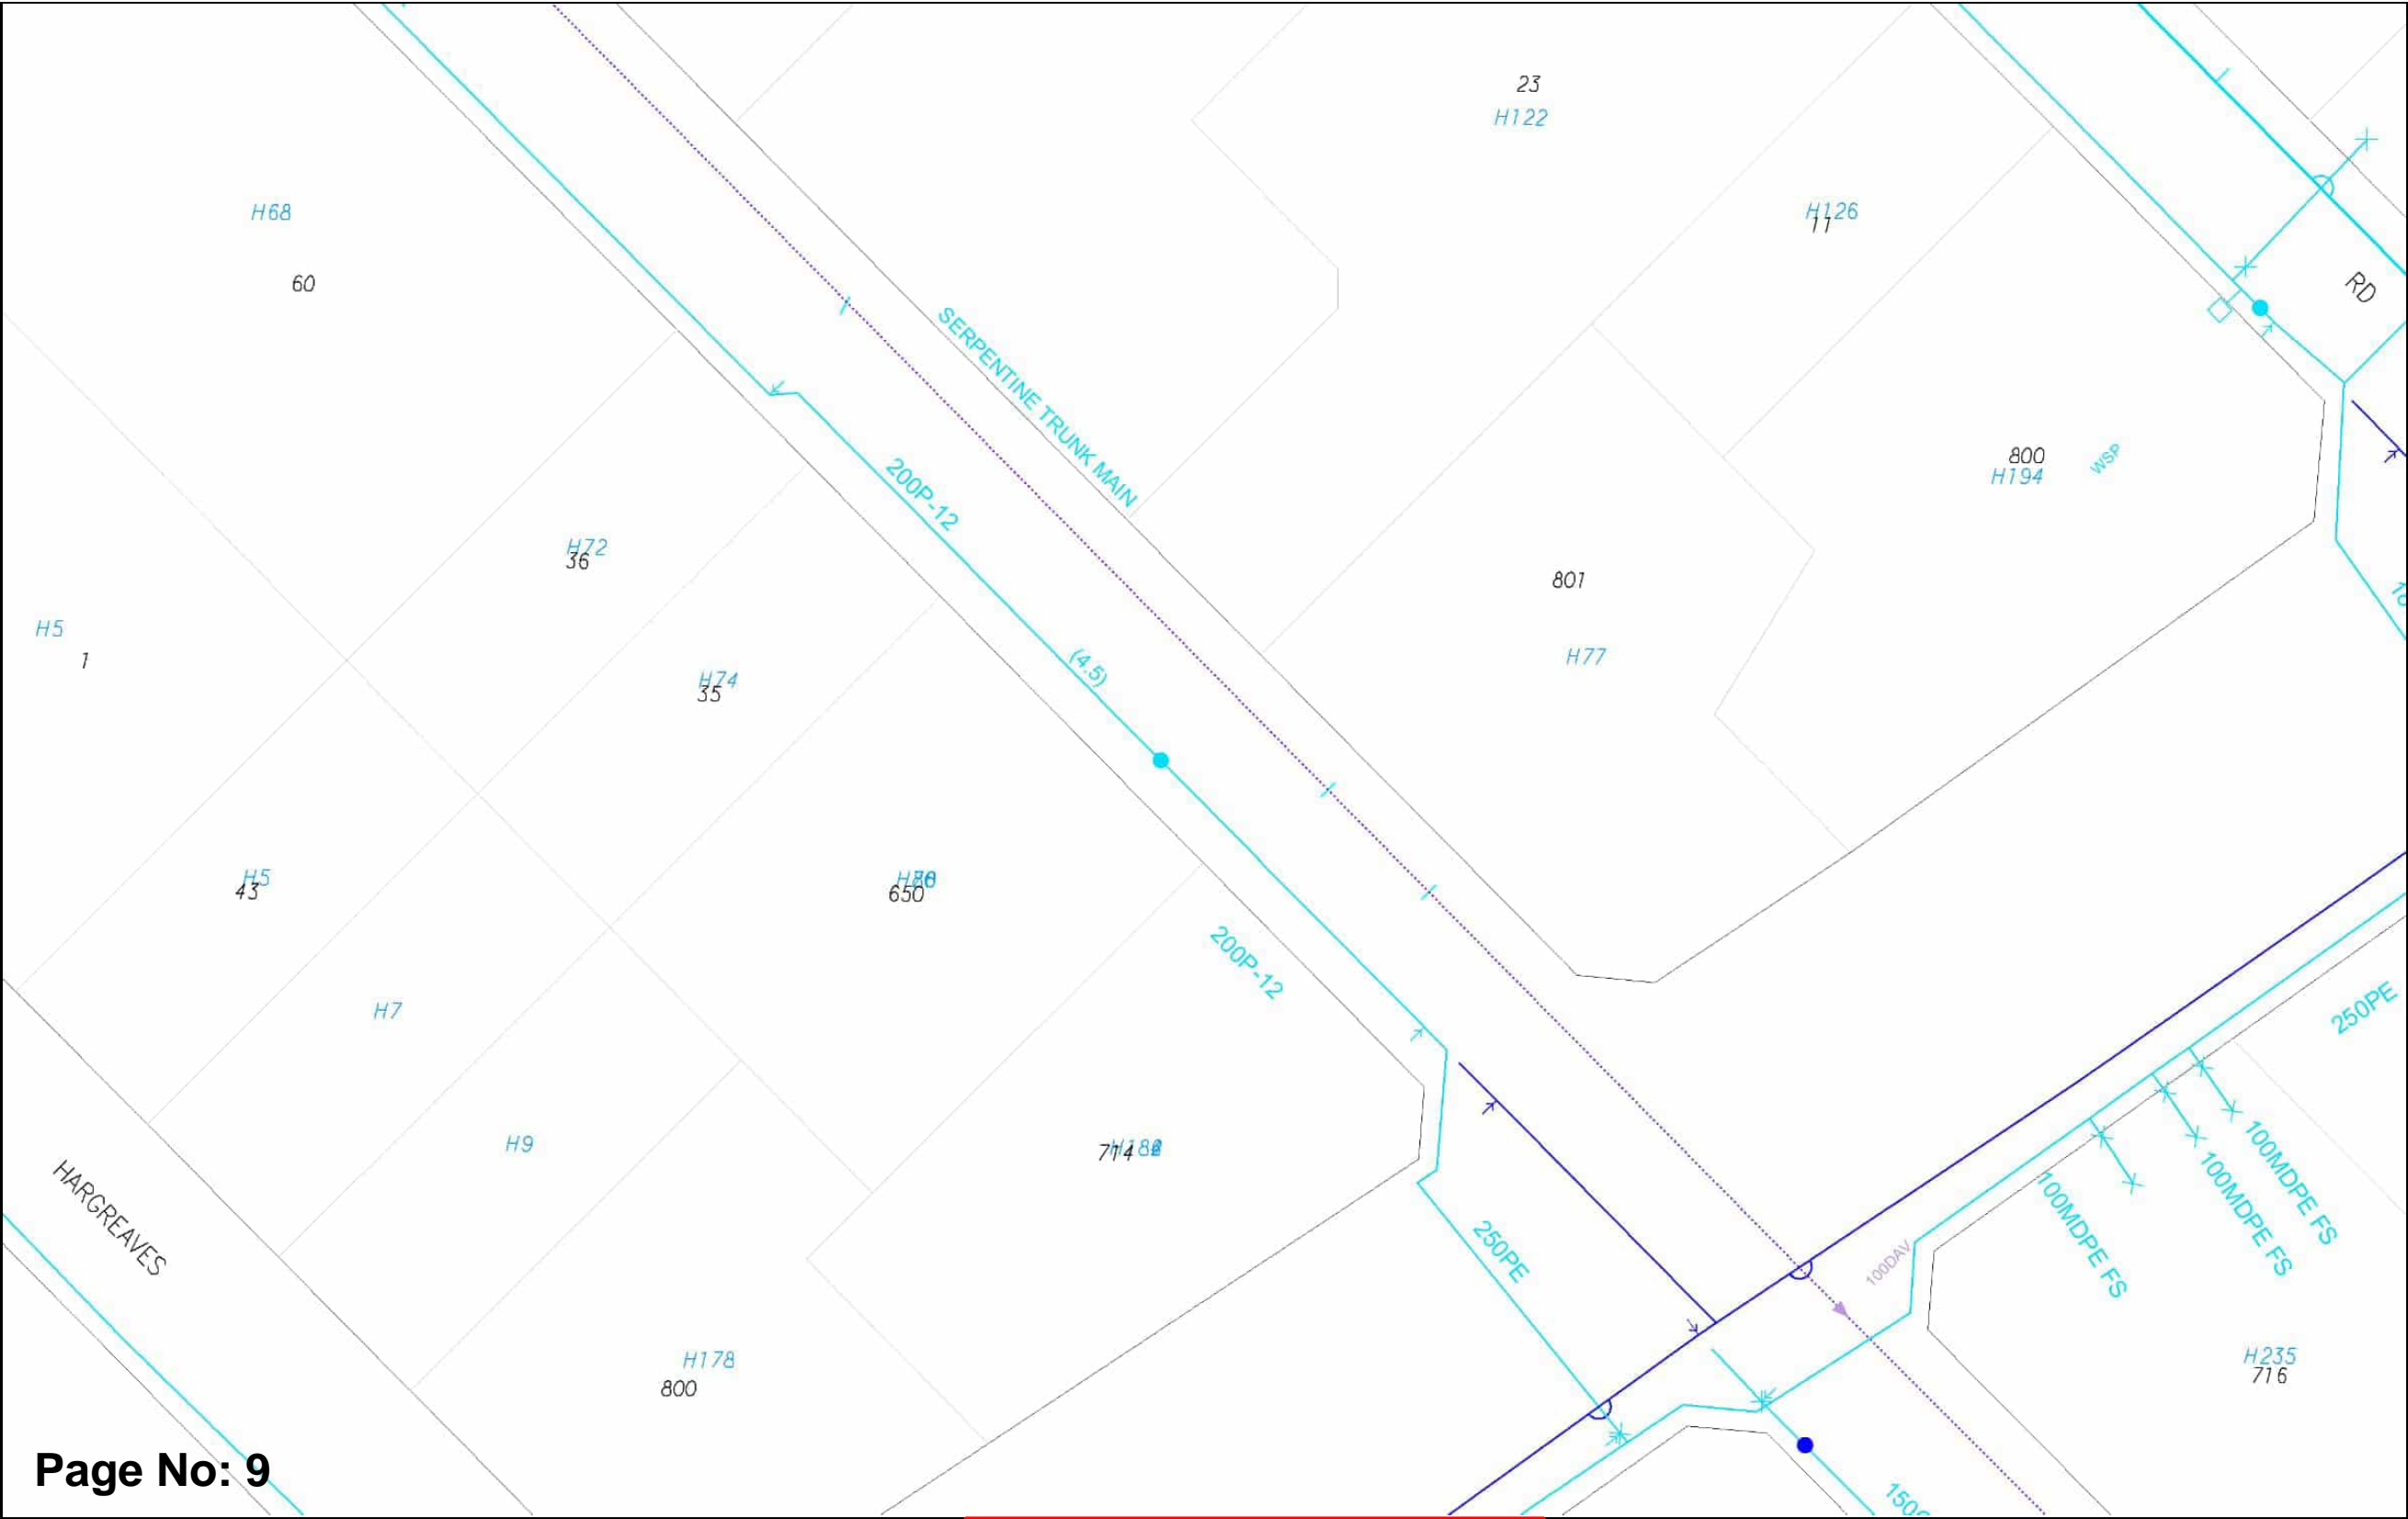 23
H122
H68
H126
11
60
RD
SERPENTINE TRUNK MAIN
200P-12
800
H194
WSP
H72
36
801
H5
1
(4.5)
H77
H74
35
H5
43
650
200P-12
H7
250PE
714
H9
100MDPE FS
100MDPE FS
100MDPE FS
HARGREAVES
250PE
100DAV
H178
800
H235
716
Page No: 9